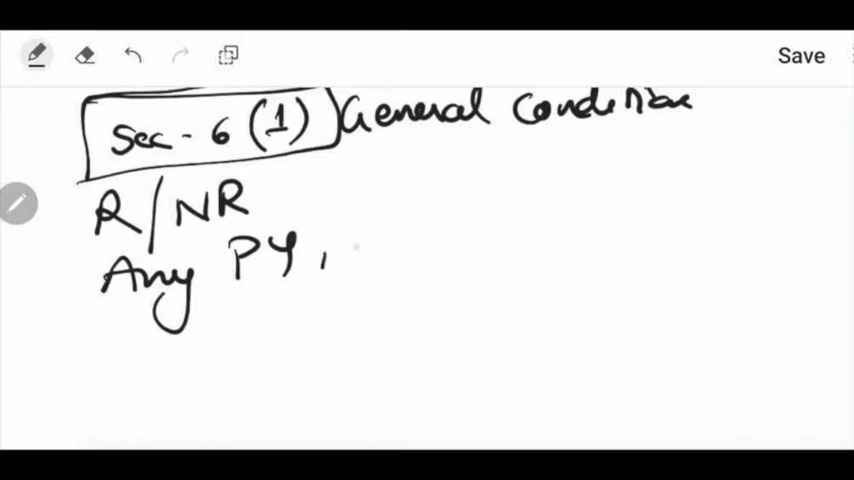 Save
Sec - 6 (1) General Condition
R/NR
Any PY,